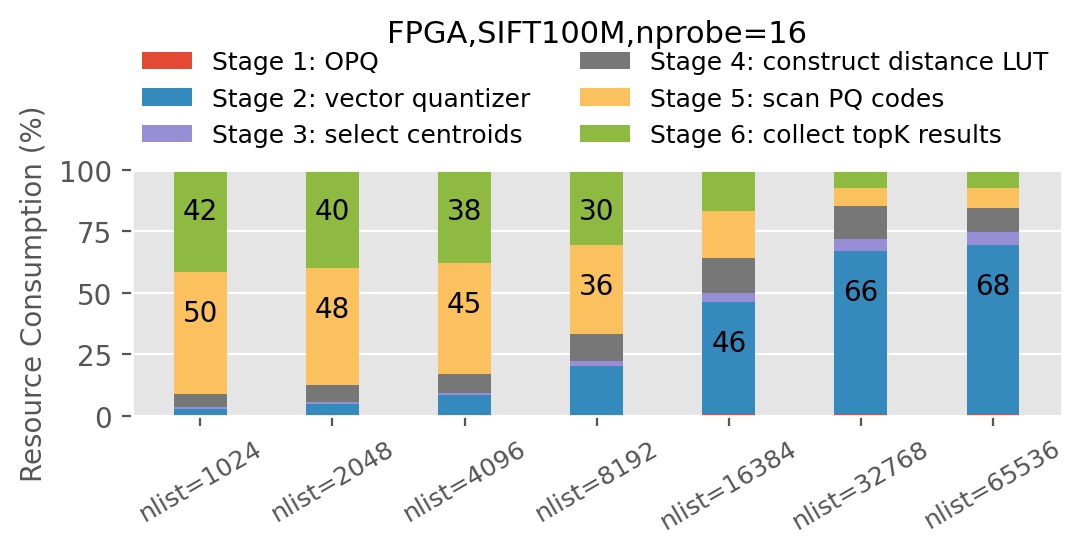 FPGA,SIFT100M,nprobe=16
Stage 1: OPQ
Stage 2: vector quantizer
Stage 3: select centroids
Stage 4: construct distance LUT
Stage 5: scan PQ codes
Stage 6: collect topK results
Resource Consumption (%)
100
75
50
25
0
42
50
40
48
38
45
30
36
46
66
68
nlist=1024
nlist=2048
nlist=4096
nlist=8192
nlist=16384
nlist=32768
nlist=65536